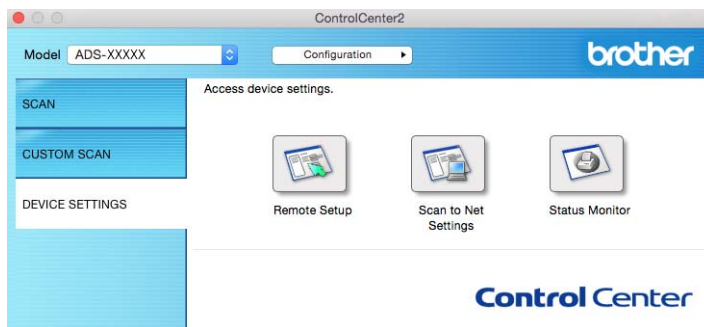 ControlCenter2
Model ADS-XXXXX Configuration
brother
SCAN
CUSTOM SCAN
DEVICE SETTINGS
Access device settings.
Remote Setup
Scan to Net
Settings
Status Monitor
Control Center